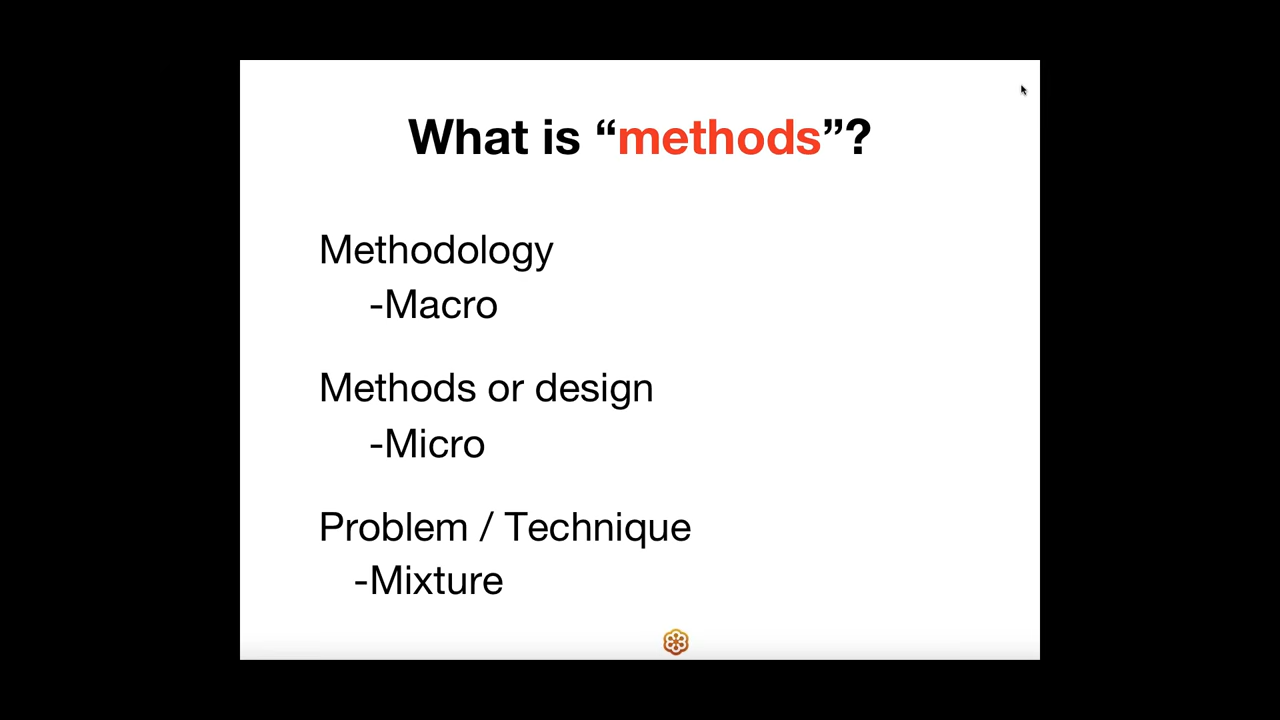 What is “methods”?
Methodology
-Macro
Methods or design
-Micro
Problem / Technique
-Mixture